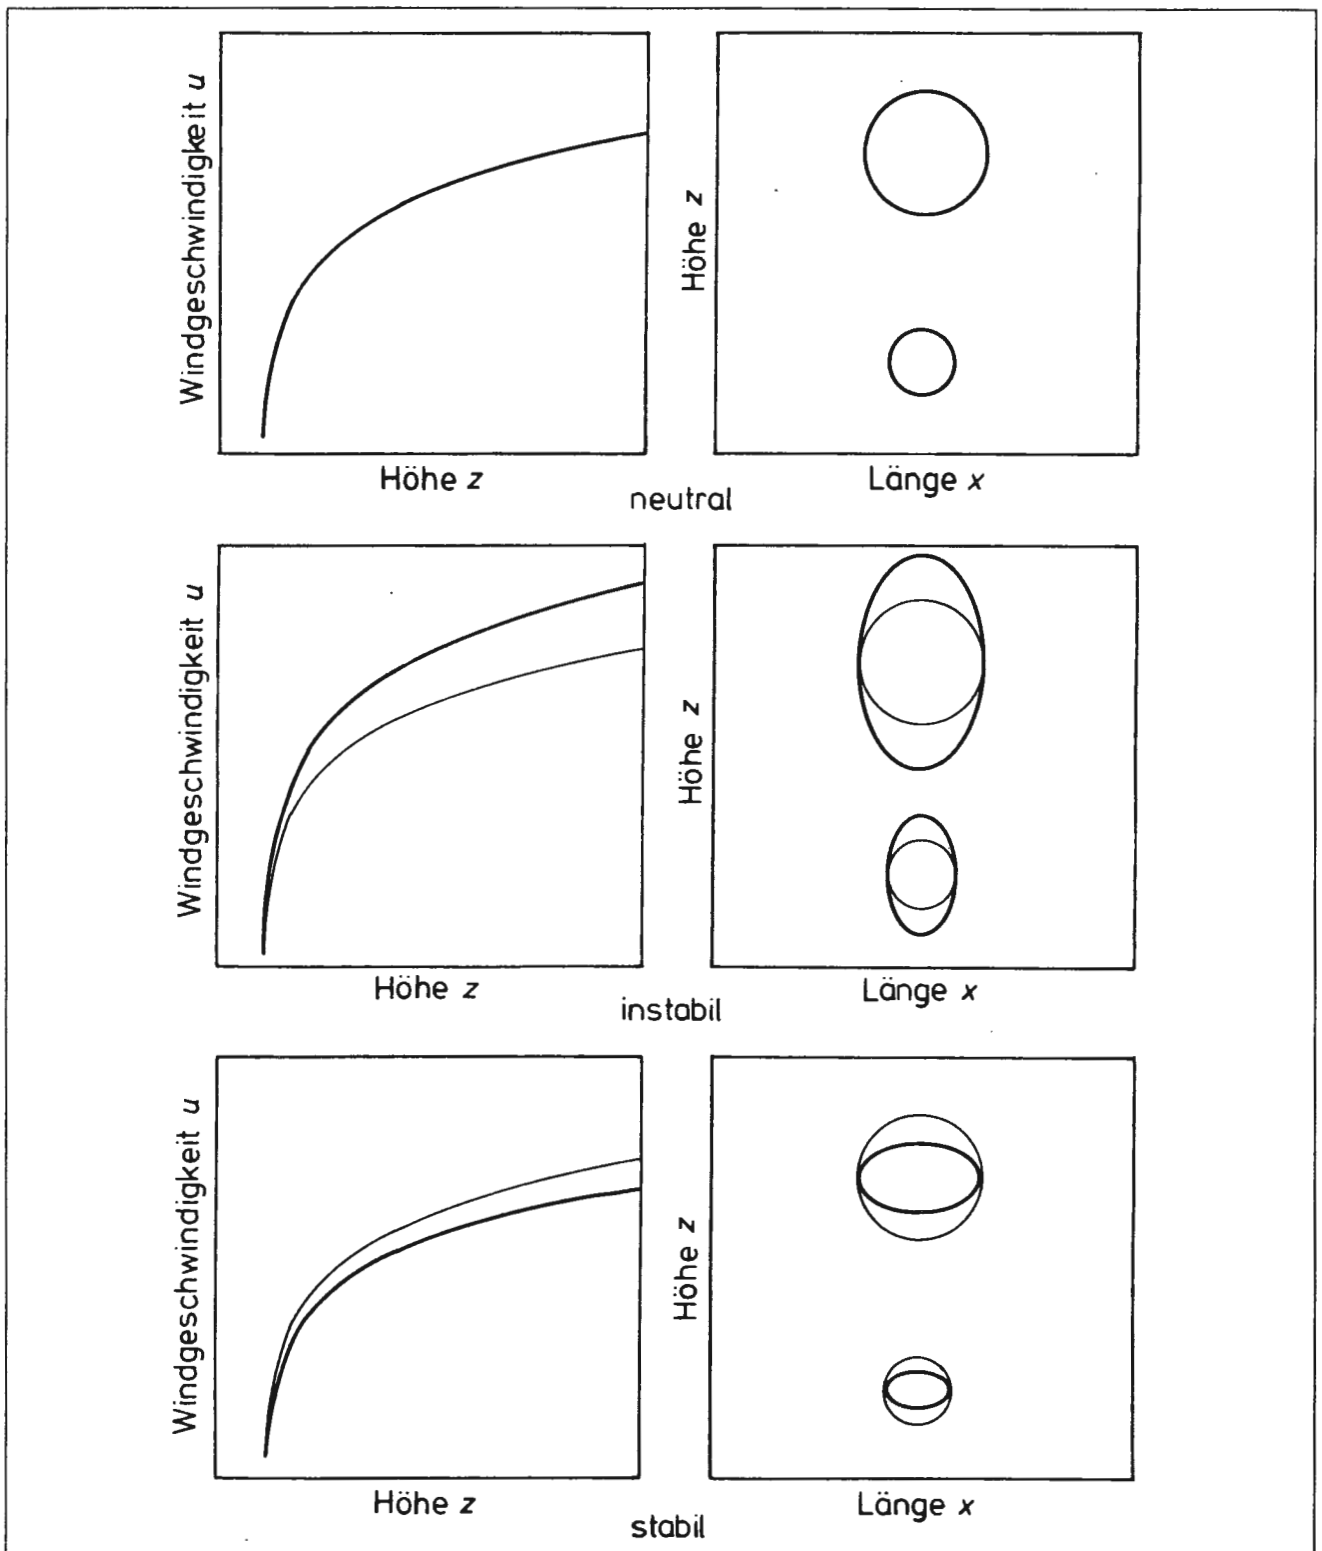 Windgeschwindigkeit u
Höhe z
Höhe z
Länge x
neutral
Windgeschwindigkeit u
Höhe z
Höhe z
Länge x
instabil
Windgeschwindigkeit u
Höhe z
Höhe z
Länge x
stabil